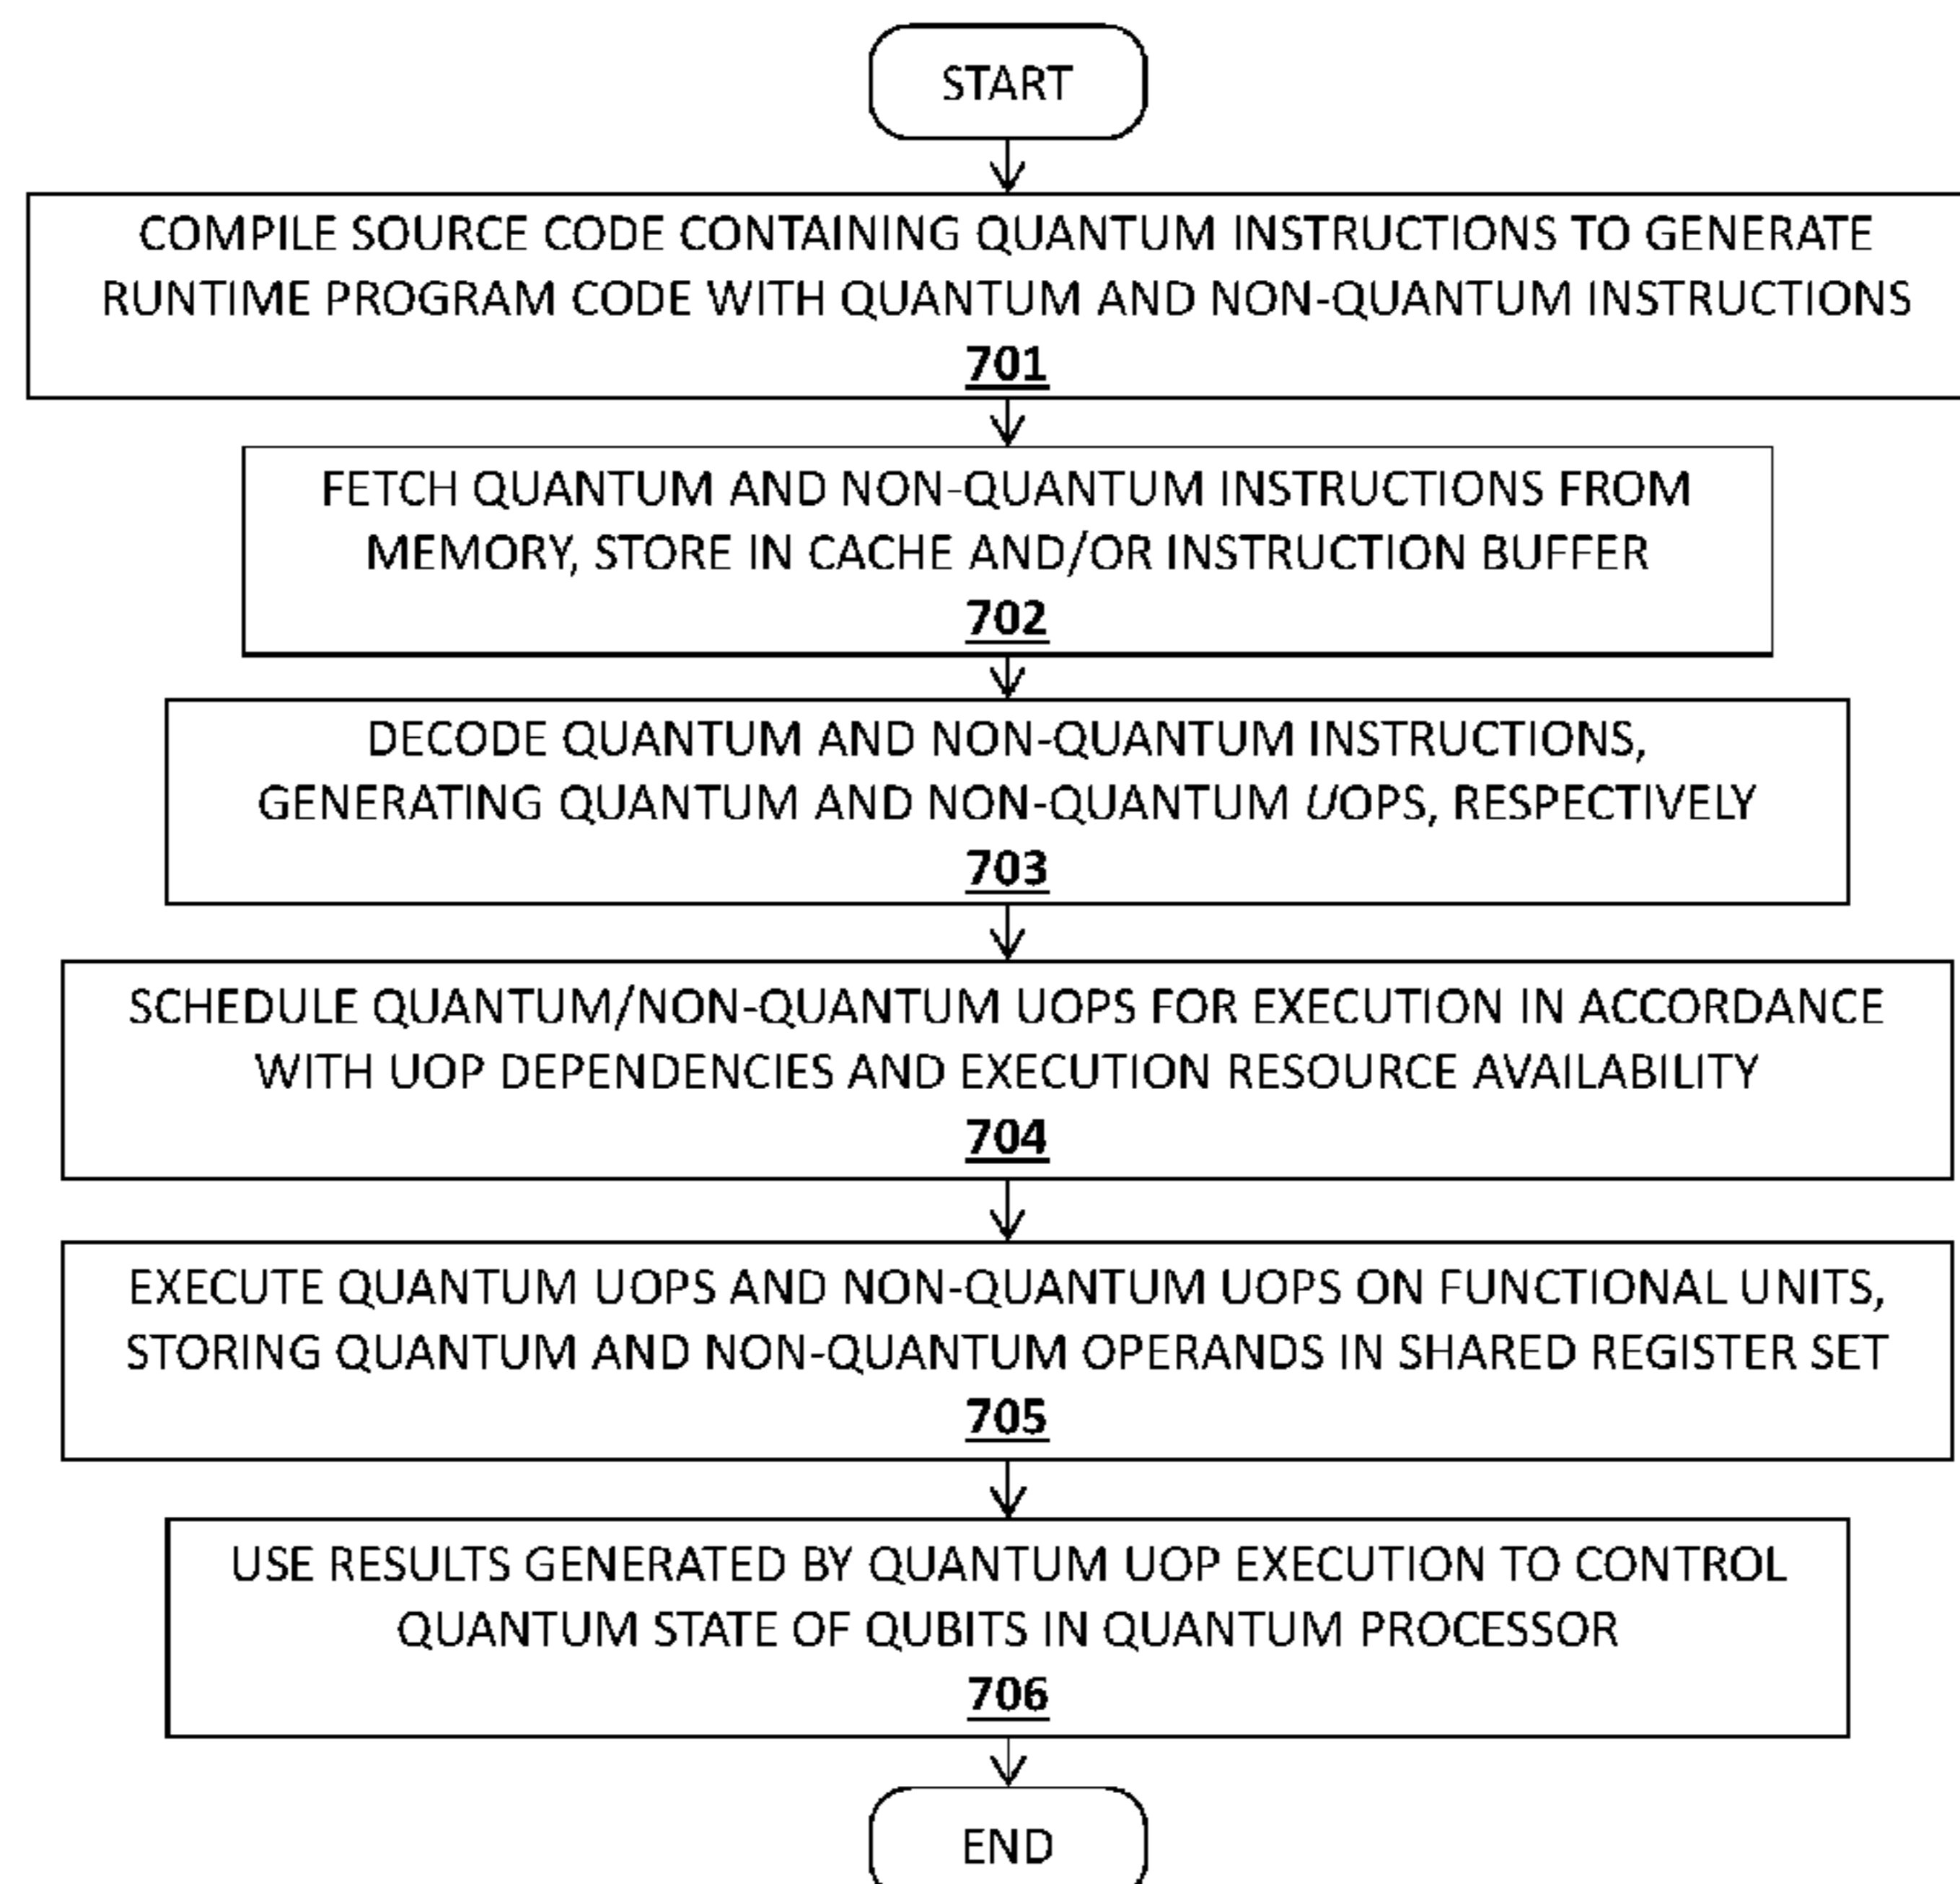 START
COMPILE SOURCE CODE CONTAINING QUANTUM INSTRUCTIONS TO GENERATE
RUNTIME PROGRAM CODE WITH QUANTUM AND NON-QUANTUM INSTRUCTIONS
701
FETCH QUANTUM AND NON-QUANTUM INSTRUCTIONS FROM
MEMORY, STORE IN CACHE AND/OR INSTRUCTION BUFFER
702
DECODE QUANTUM AND NON-QUANTUM INSTRUCTIONS,
GENERATING QUANTUM AND NON-QUANTUM UOPS, RESPECTIVELY
703
SCHEDULE QUANTUM/NON-QUANTUM UOPS FOR EXECUTION IN ACCORDANCE
WITH UOP DEPENDENCIES AND EXECUTION RESOURCE AVAILABILITY
704
EXECUTE QUANTUM UOPS AND NON-QUANTUM UOPS ON FUNCTIONAL UNITS,
STORING QUANTUM AND NON-QUANTUM OPERANDS IN SHARED REGISTER SET
705
USE RESULTS GENERATED BY QUANTUM UOP EXECUTION TO CONTROL
QUANTUM STATE OF QUBITS IN QUANTUM PROCESSOR
706
END